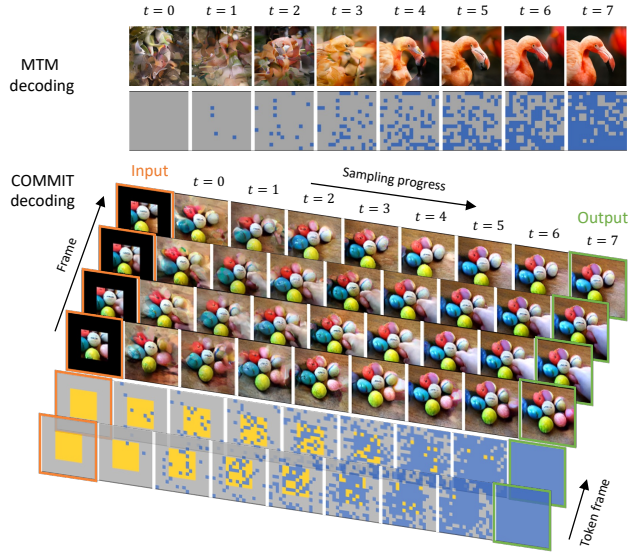 t = 0 t = 1 t = 2 t = 3 t = 4 t = 5 t = 6 t = 7
MTM
decoding
COMMIT
decoding
Input
t = 0
t = 1
t = 2
t = 3
t = 4
t = 5
t = 6
t = 7
Sampling progress
Output
Frame
Token frame